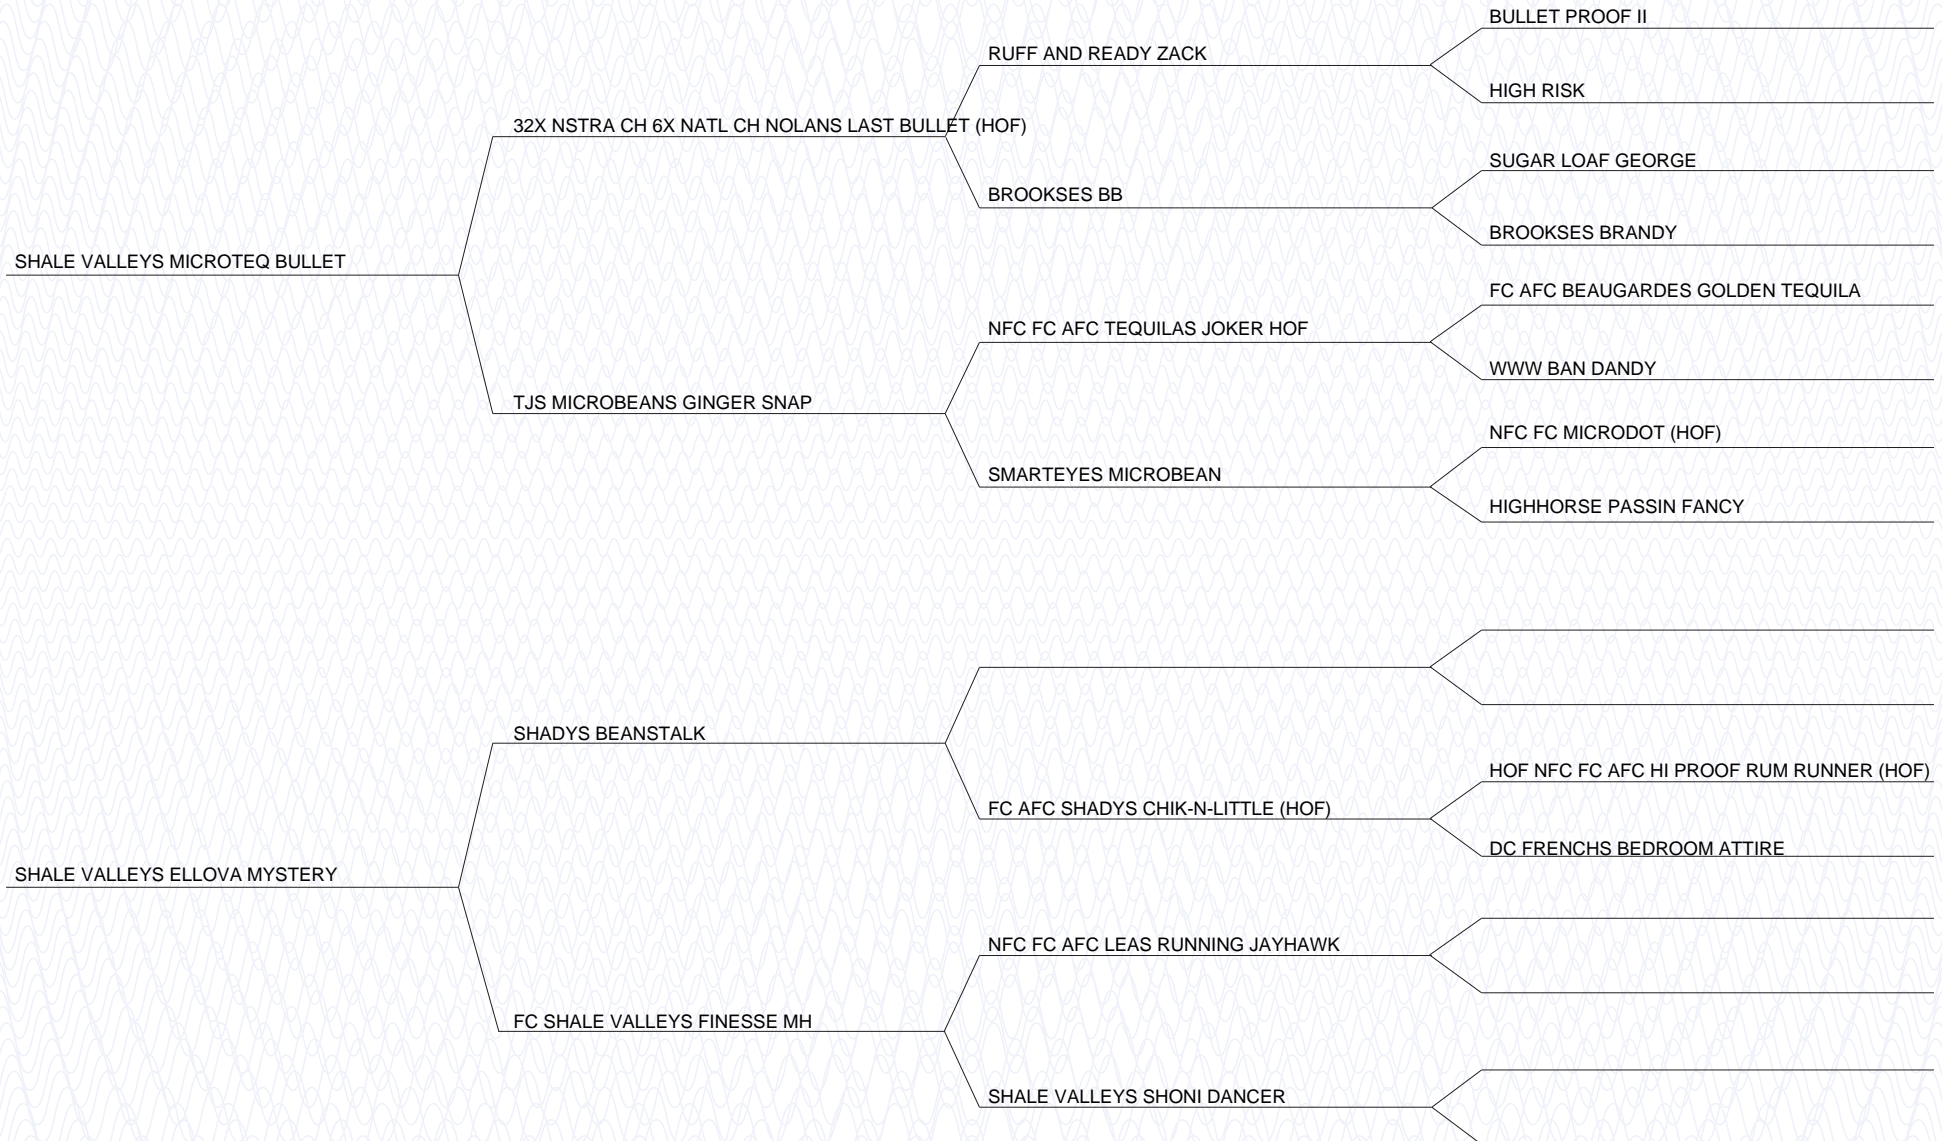 BULLET PROOF II
RUFF AND READY ZACK
HIGH RISK
32X NSTRA CH 6X NATL CH NOLANS LAST BULLET (HOF)
SUGAR LOAF GEORGE
BROOKSES BB
BROOKSES BRANDY
SHALE VALLEYS MICROTEQ BULLET
FC AFC BEAUGARDES GOLDEN TEQUILA
NFC FC AFC TEQUILAS JOKER HOF
WWW BAN DANDY
TJS MICROBEANS GINGER SNAP
NFC FC MICRODOT (HOF)
SMARTEYES MICROBEAN
HIGHHORSE PASSIN FANCY
SHADYS BEANSTALK
HOF NFC FC AFC HI PROOF RUM RUNNER (HOF)
FC AFC SHADYS CHIK-N-LITTLE (HOF)
DC FRENCHS BEDROOM ATTIRE
SHALE VALLEYS ELLOVA MYSTERY
NFC FC AFC LEAS RUNNING JAYHAWK
FC SHALE VALLEYS FINESSE MH
SHALE VALLEYS SHONI DANCER